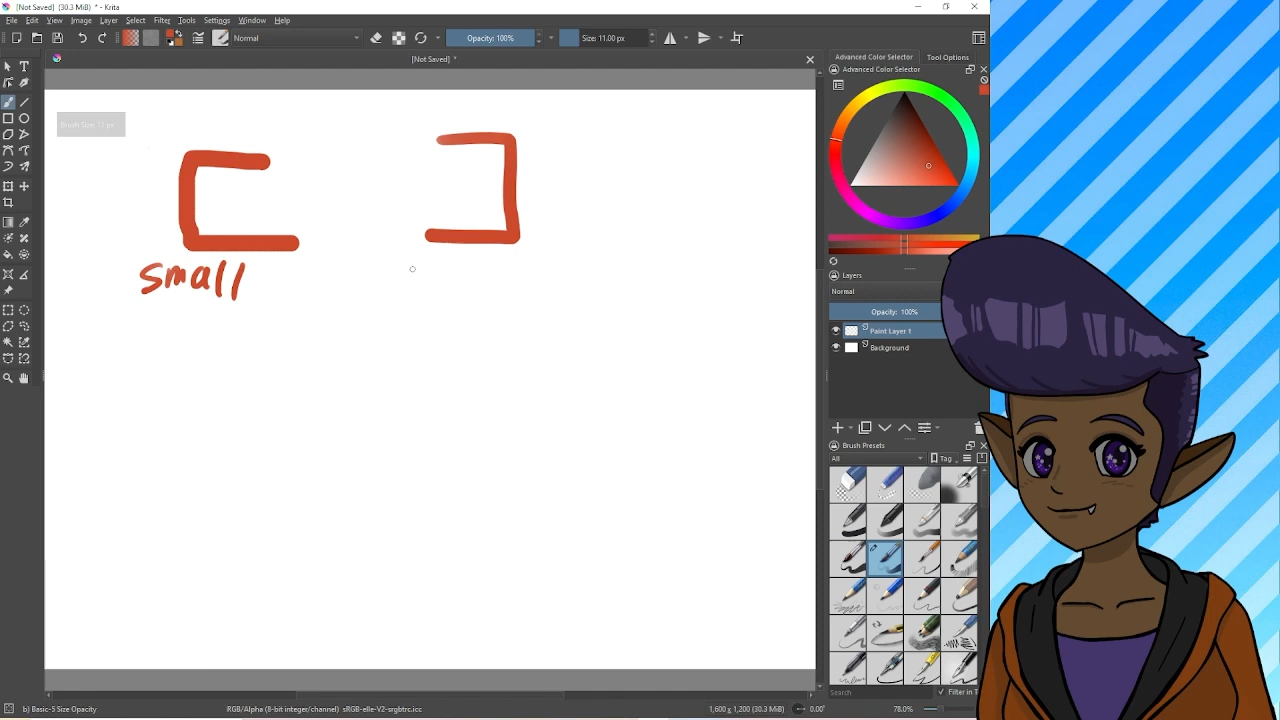 [Not Saved] (30.3 MiB) * - Krita
File Edit View Image Layer Select Filter Tools Settings Window Help
Normal
Opacity: 100%
Size: 11.00 px
[Not Saved] *
Advanced Color Selector
Tool Options
Advanced Color Selector
Brush Size: 11 px
small
Layers
Normal
Opacity: 100%
Paint Layer 1
Background
Brush Presets
All
Tag
Search
Filter in T
b) Basic-5 Size Opacity
RGB/Alpha (8-bit integer/channel) sRGB-elle-V2-srgbtrc.icc
1,600 x 1,200 (30.3 MiB)
0.00°
78.0%